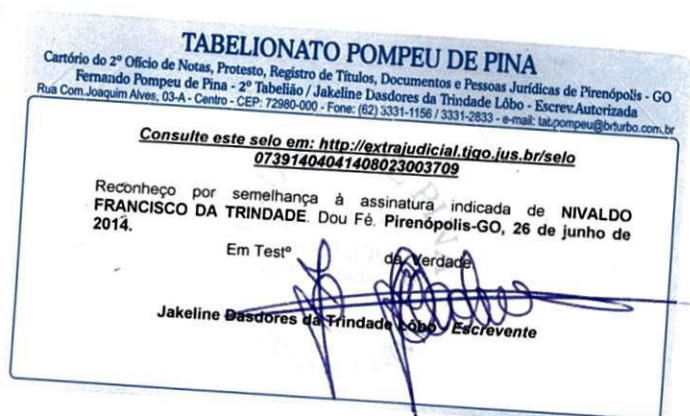 TABELIONATO POMPEU DE PINA
Cartório do 2º Ofício de Notas, Protesto, Registro de Títulos, Documentos e Pessoas Jurídicas de Pirenópolis - GO
Fernando Pompeu de Pina - 2º Tabelião / Jakeline Dasdores da Trindade Lôbo - Escrev.Autorizada
Rua Com.Joaquim Alves, 03-A - Centro - CEP: 72980-000 - Fone: (62) 3331-1156 / 3331-2833 - e-mail: tab.pompeu@brturbo.com.br
Consulte este selo em: http://extrajudicial.tjgo.jus.br/selo
07391404041408023003709
Reconheço por semelhança à assinatura indicada de NIVALDO
FRANCISCO DA TRINDADE. Dou Fé. Pirenópolis-GO, 26 de junho de
2014.
Em Testº da Verdade
Jakeline Dasdores da Trindade Lôbo - Escrevente